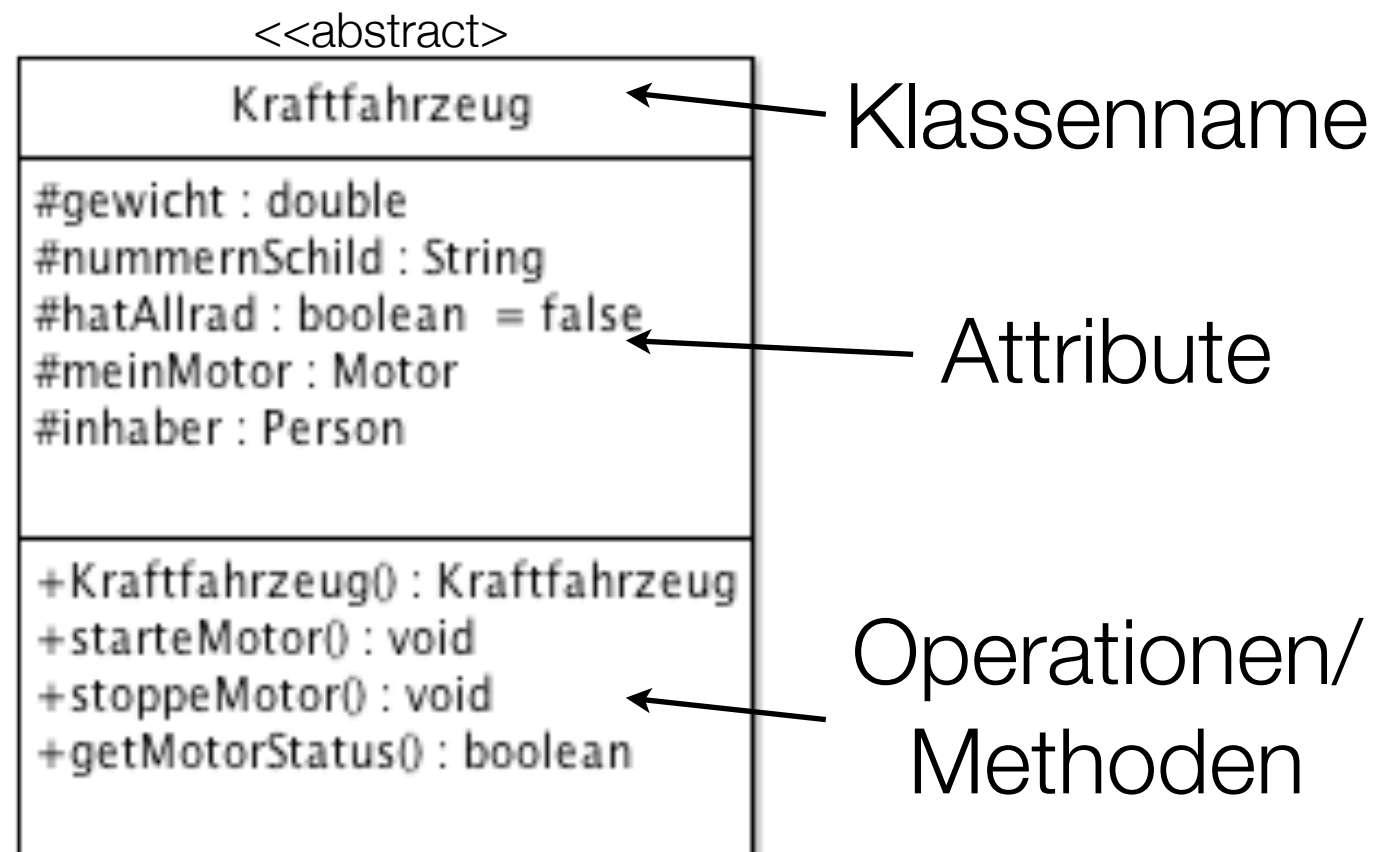 <<abstract>
Kraftfahrzeug
Klassenname
#gewicht : double
#nummernSchild : String
#hatAllrad : boolean = false
#meinMotor : Motor
#inhaber : Person
Attribute
+Kraftfahrzeug() : Kraftfahrzeug
+starteMotor() : void
+stoppeMotor() : void
+getMotorStatus() : boolean
Operationen/
Methoden